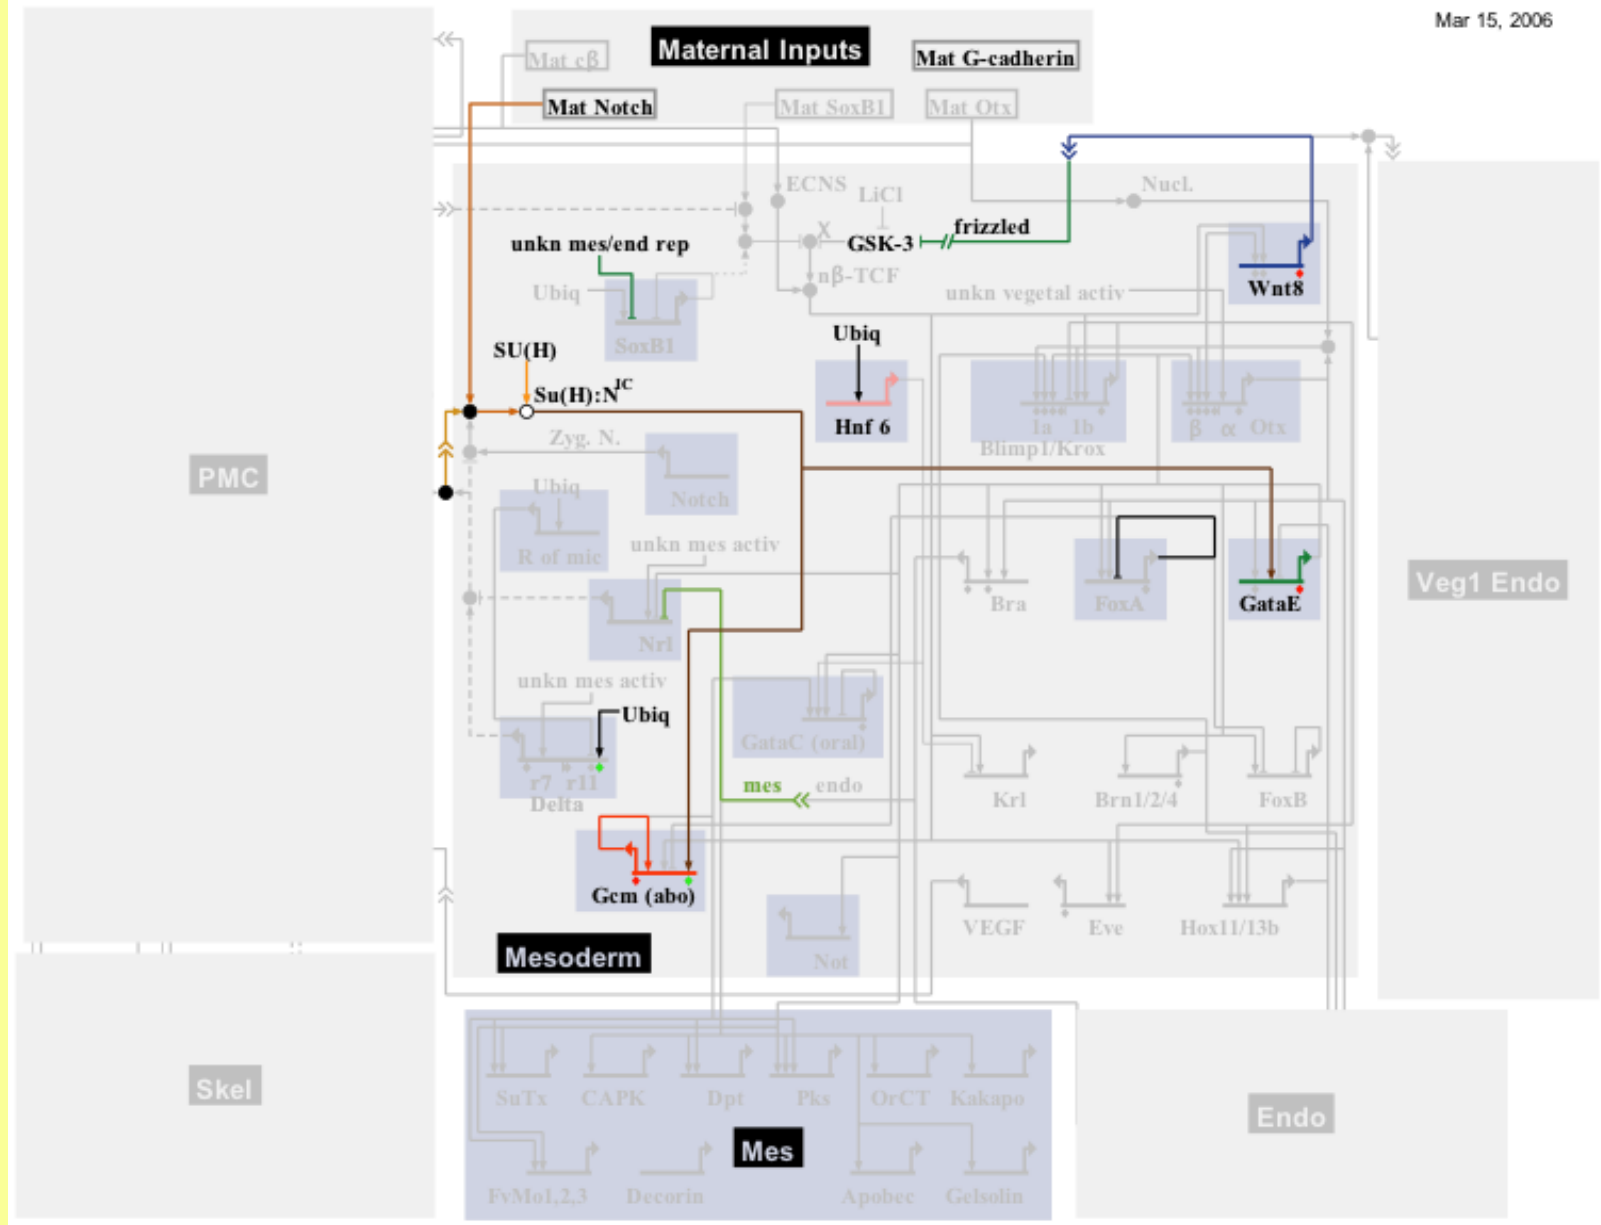 Mar 15, 2006
Maternal Inputs
Mat cβ
Mat G-cadherin
Mat Notch
Mat SoxB1
Mat Otx
ECNS
Nucl.
LiCl
X
GSK-3
frizzled
unkn mes/end rep
nβ-TCF
Ubiq
SoxB1
unkn vegetal activ
Wnt8
Ubiq
SU(H)
Su(H):N^IC
Hnf 6
Ia Ib
Blimp1/Krox
β α Otx
Zyg. N.
Notch
PMC
Ubiq
R of mic
unkn mes activ
Nrl
Bra
FoxA
GataE
Veg1 Endo
unkn mes activ
Ubiq
r7 r11
Delta
GataC (oral)
mes
endo
Krl
Brn1/2/4
FoxB
Gcm (abo)
VEGF
Eve
Hox11/13b
Not
Mesoderm
Skel
SuTx
CAPK
Dpt
Pks
OrCT
Kakapo
Endo
Mes
FvMo1,2,3
Decorin
Apobec
Gelsolin